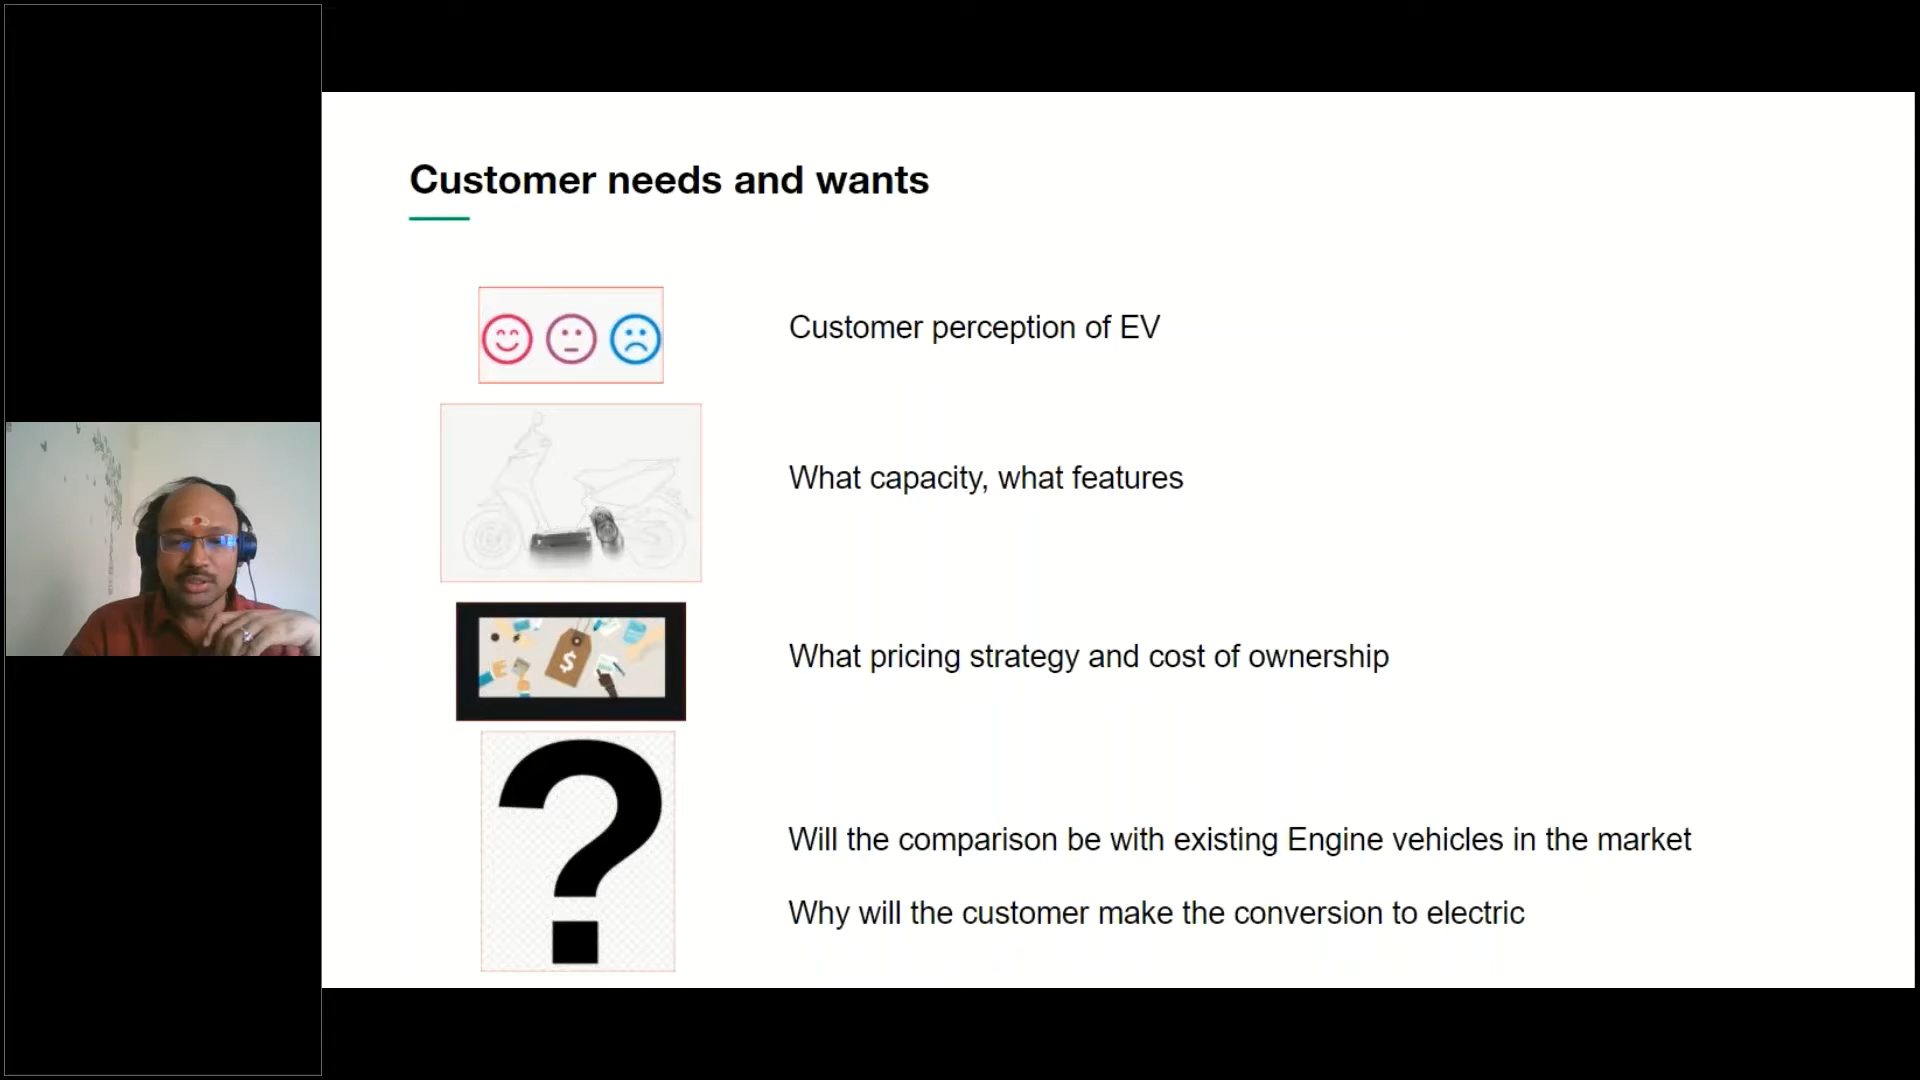 Customer needs and wants
Customer perception of EV
What capacity, what features
$
What pricing strategy and cost of ownership
?
Will the comparison be with existing Engine vehicles in the market
Why will the customer make the conversion to electric